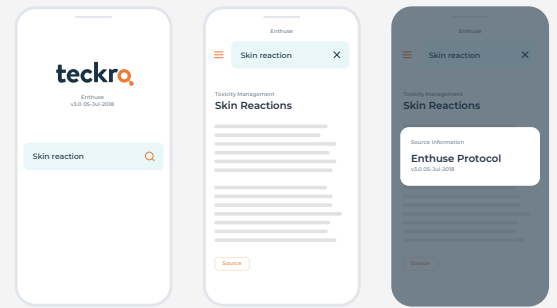 teckro
Enthuse
v3.0 05-Jul-2018
Skin reaction
Enthuse
Skin reaction
Toxicity Management
Skin Reactions
Source
Enthuse
Skin reaction
Toxicity Management
Skin Reactions
Source Information
Enthuse Protocol
v3.0 05-Jul-2018
Source